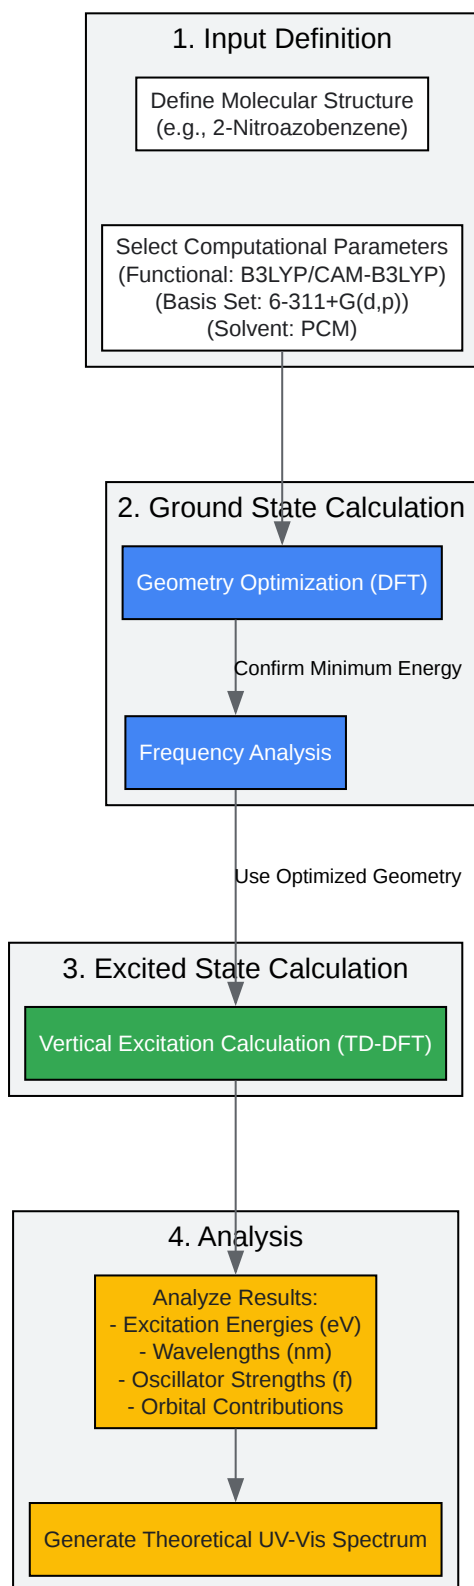 1. Input Definition
Define Molecular Structure
(e.g., 2-Nitroazobenzene)
Select Computational Parameters
(Functional: B3LYP/CAM-B3LYP)
(Basis Set: 6-311+G(d,p))
(Solvent: PCM)
2. Ground State Calculation
Geometry Optimization (DFT)
Confirm Minimum Energy
Frequency Analysis
Use Optimized Geometry
3. Excited State Calculation
Vertical Excitation Calculation (TD-DFT)
4. Analysis
Analyze Results:
- Excitation Energies (eV)
- Wavelengths (nm)
- Oscillator Strengths (f)
- Orbital Contributions
Generate Theoretical UV-Vis Spectrum